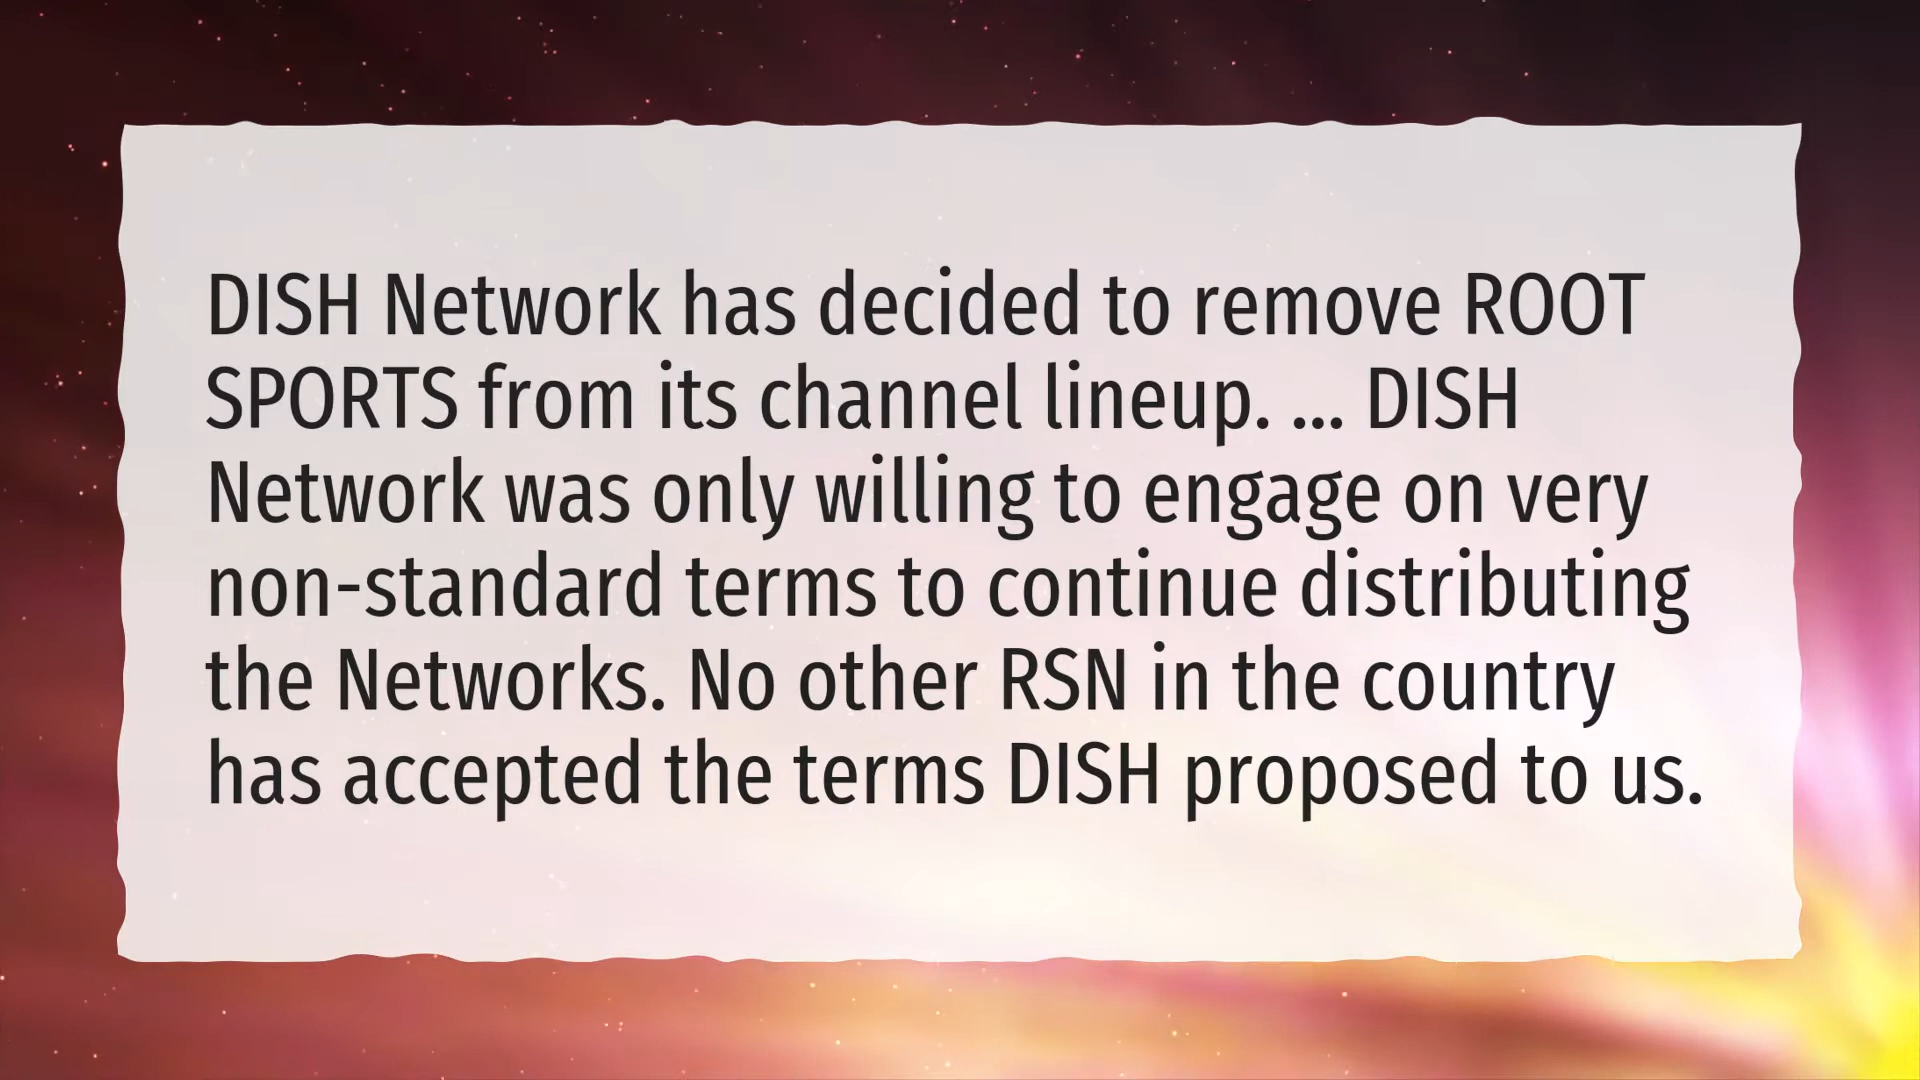 DISH Network has decided to remove ROOT
SPORTS from its channel lineup. ... DISH
Network was only willing to engage on very
non-standard terms to continue distributing
the Networks. No other RSN in the country
has accepted the terms DISH proposed to us.